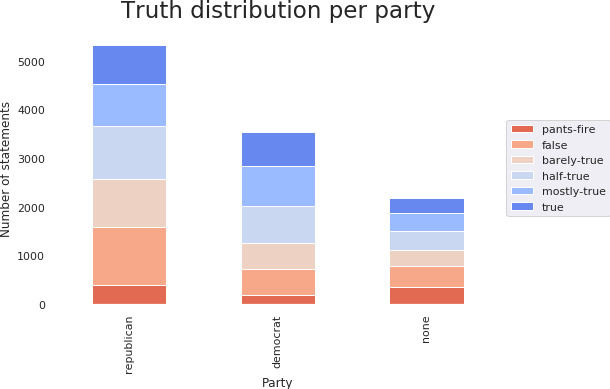 Truth distribution per party
Number of statements
5000
4000
3000
2000
1000
0
republican
democrat
none
Party
pants-fire
false
barely-true
half-true
mostly-true
true